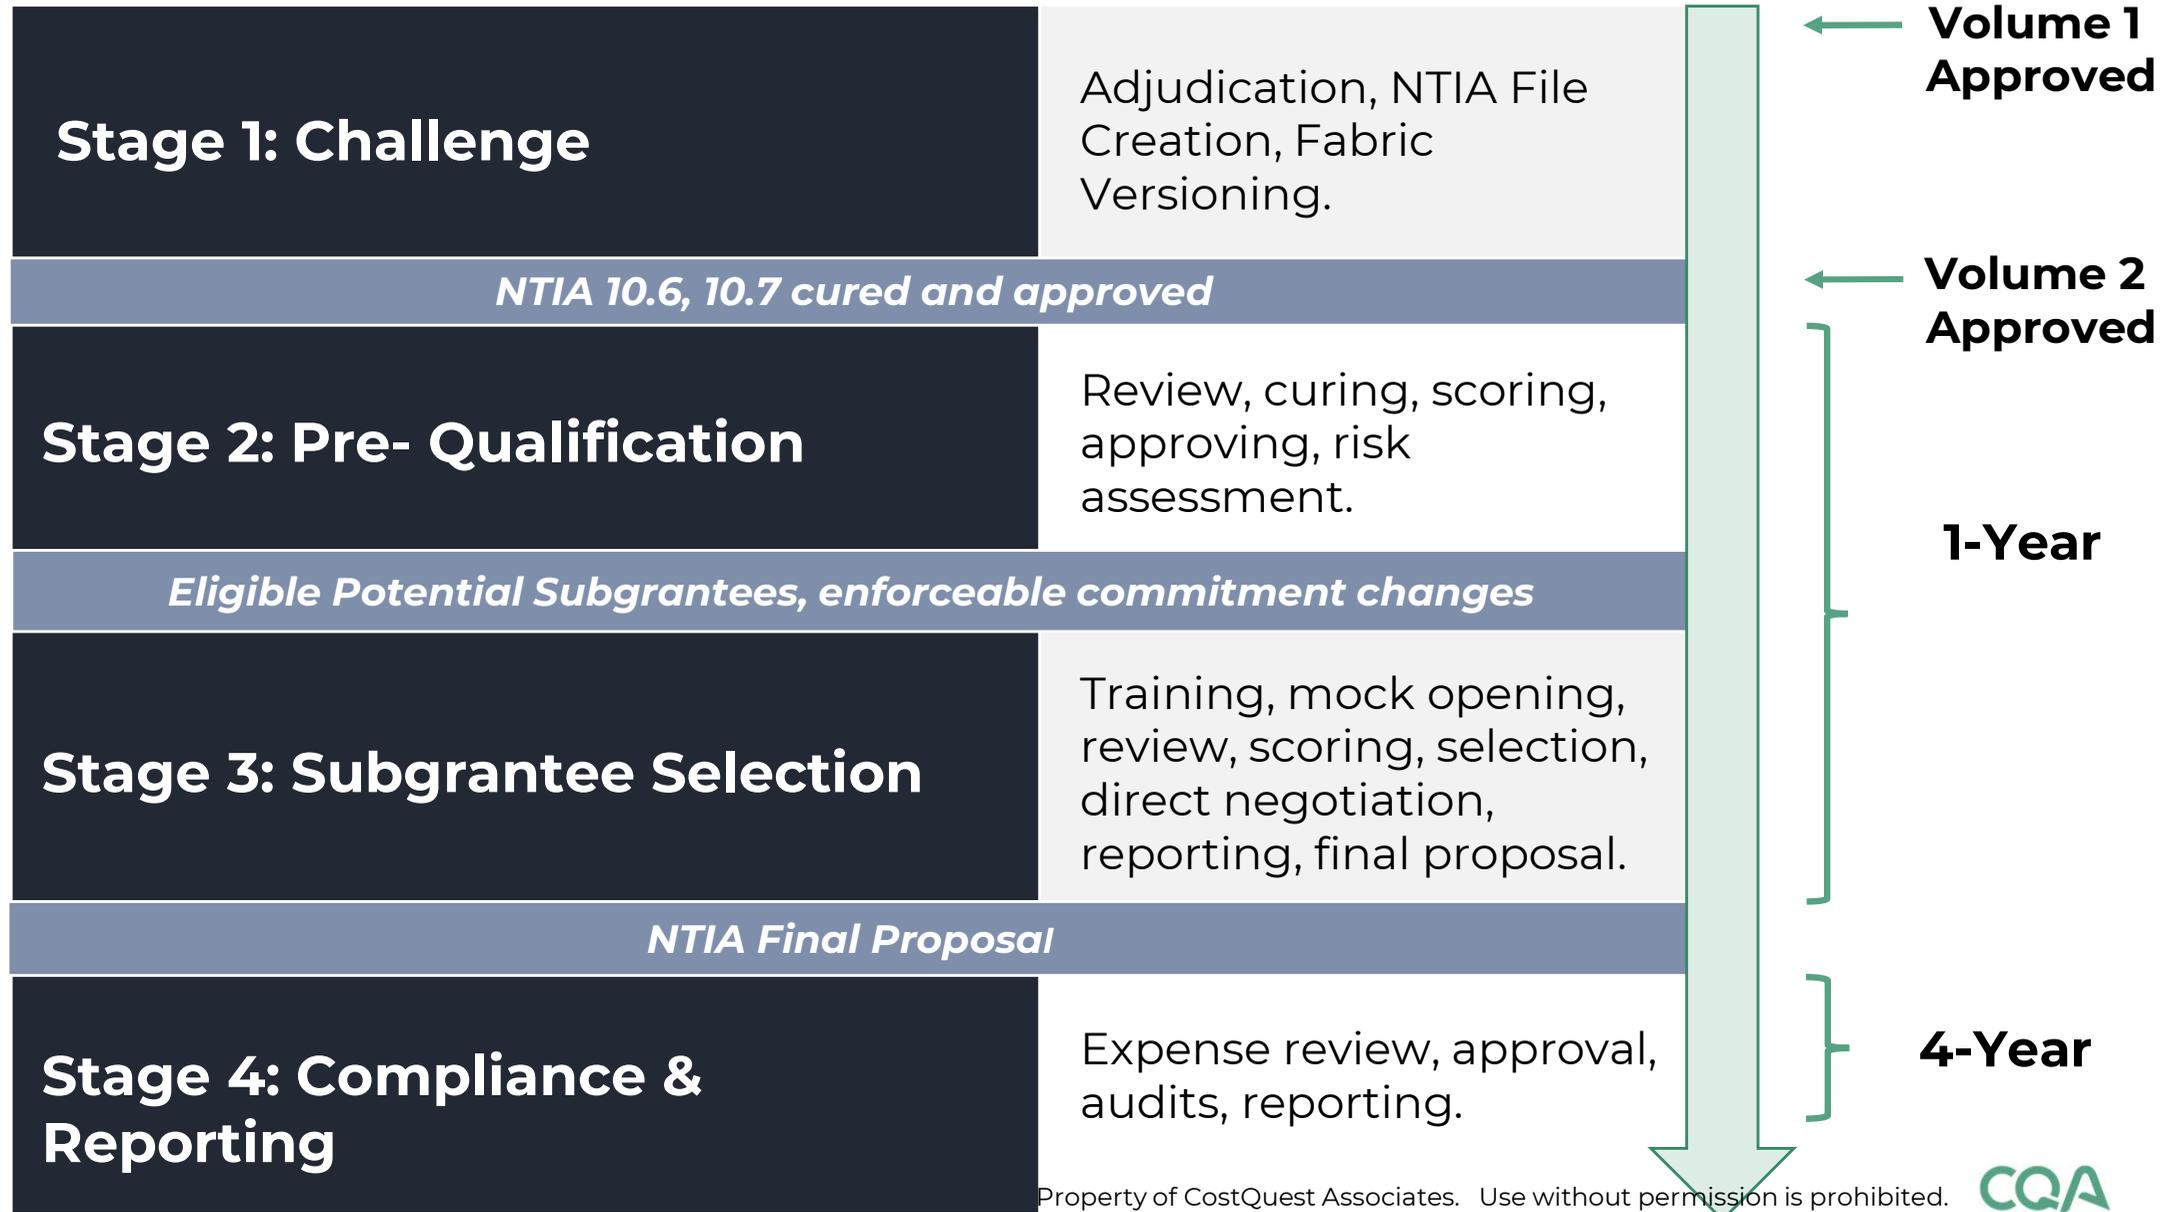 Volume 1
Approved
Stage 1: Challenge
Adjudication, NTIA File
Creation, Fabric
Versioning.
NTIA 10.6, 10.7 cured and approved
Volume 2
Approved
Stage 2: Pre- Qualification
Review, curing, scoring,
approving, risk
assessment.
1-Year
Eligible Potential Subgrantees, enforceable commitment changes
Stage 3: Subgrantee Selection
Training, mock opening,
review, scoring, selection,
direct negotiation,
reporting, final proposal.
NTIA Final Proposal
Stage 4: Compliance &
Reporting
Expense review, approval,
audits, reporting.
4-Year
Property of CostQuest Associates. Use without permission is prohibited.
CQA